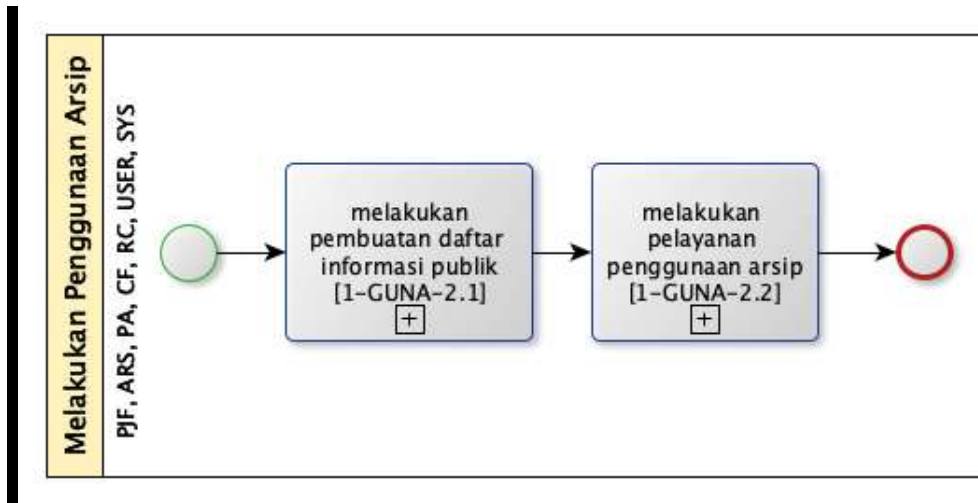 Melakukan Penggunaan Arsip
PJF, ARS, PA, CF, RC, USER, SYS
melakukan
pembuatan daftar
informasi publik
[1-GUNA-2.1]
melakukan
pelayanan
penggunaan arsip
[1-GUNA-2.2]